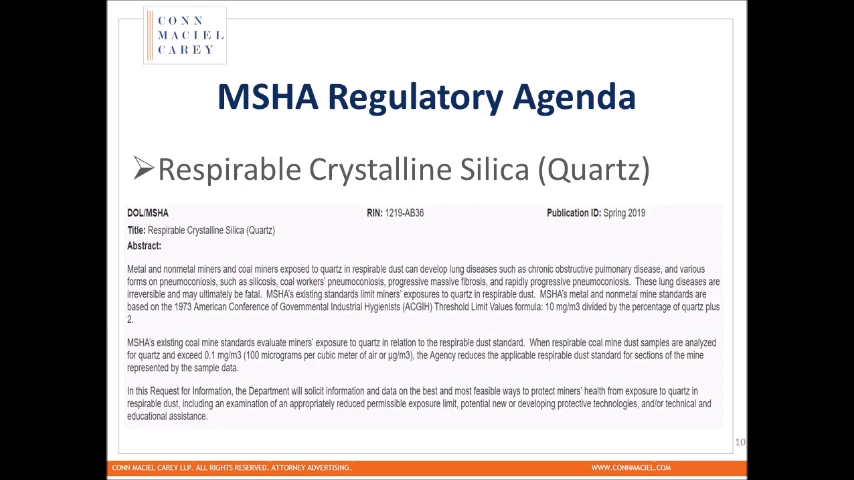 CONN
MACIEL
CAREY
MSHA Regulatory Agenda
Respirable Crystalline Silica (Quartz)
DOL/MSHA RIN: 1219-AB36 Publication ID: Spring 2019
Title: Respirable Crystalline Silica (Quartz)
Abstract:
Metal and nonmetal miners and coal miners exposed to quartz in respirable dust can develop lung diseases such as chronic obstructive pulmonary disease, and various
forms on pneumoconiosis, such as silicosis, coal workers' pneumoconiosis, progressive massive fibrosis, and rapidly progressive pneumoconiosis. These lung diseases are
irreversible and may ultimately be fatal. MSHA's existing standards limit miners' exposures to quartz in respirable dust. MSHA's metal and nonmetal mine standards are
based on the 1973 American Conference of Governmental Industrial Hygienists (ACGIH) Threshold Limit Values formula: 10 mg/m3 divided by the percentage of quartz plus
2.
MSHA's existing coal mine standards evaluate miners' exposure to quartz in relation to the respirable dust standard. When respirable coal mine dust samples are analyzed
for quartz and exceed 0.1 mg/m3 (100 micrograms per cubic meter of air or µg/m3), the Agency reduces the applicable respirable dust standard for sections of the mine
represented by the sample data.
In this Request for Information, the Department will solicit information and data on the best and most feasible ways to protect miners' health from exposure to quartz in
respirable dust, including an examination of an appropriately reduced permissible exposure limit, potential new or developing protective technologies, and/or technical and
educational assistance.
10
CONN MACIEL CAREY LLP. ALL RIGHTS RESERVED. ATTORNEY ADVERTISING. WWW.CONNMACIEL.COM